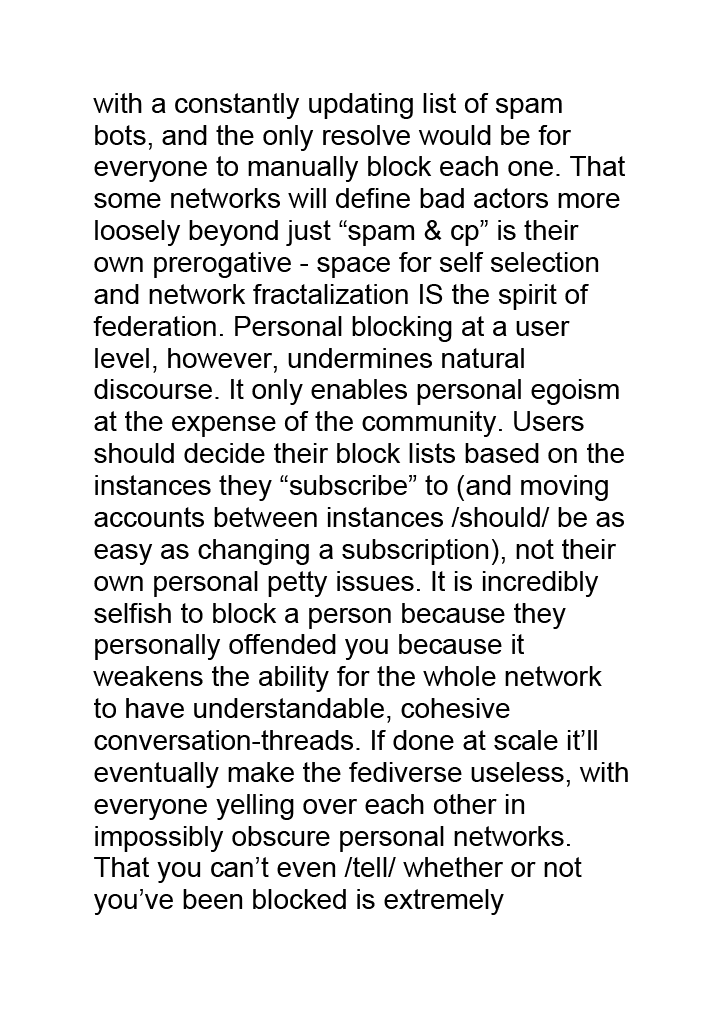 with a constantly updating list of spam
bots, and the only resolve would be for
everyone to manually block each one. That
some networks will define bad actors more
loosely beyond just “spam & cp” is their
own prerogative - space for self selection
and network fractalization IS the spirit of
federation. Personal blocking at a user
level, however, undermines natural
discourse. It only enables personal egoism
at the expense of the community. Users
should decide their block lists based on the
instances they “subscribe” to (and moving
accounts between instances /should/ be as
easy as changing a subscription), not their
own personal petty issues. It is incredibly
selfish to block a person because they
personally offended you because it
weakens the ability for the whole network
to have understandable, cohesive
conversation-threads. If done at scale it’ll
eventually make the fediverse useless, with
everyone yelling over each other in
impossibly obscure personal networks.
That you can’t even /tell/ whether or not
you’ve been blocked is extremely